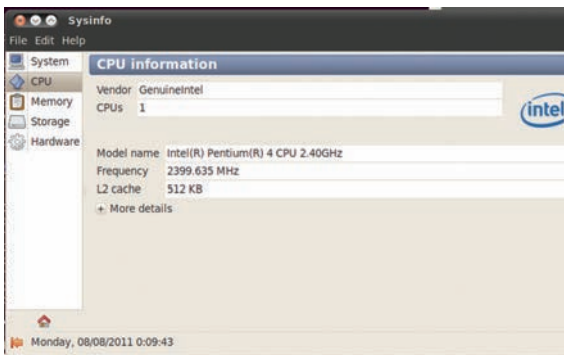 Sysinfo
File Edit Help
System
CPU
Memory
Storage
Hardware
CPU information
Vendor GenuineIntel
CPUs 1
intel
Model name Intel(R) Pentium(R) 4 CPU 2.40GHz
Frequency 2399.635 MHz
L2 cache 512 KB
+ More details
Monday, 08/08/2011 0:09:43